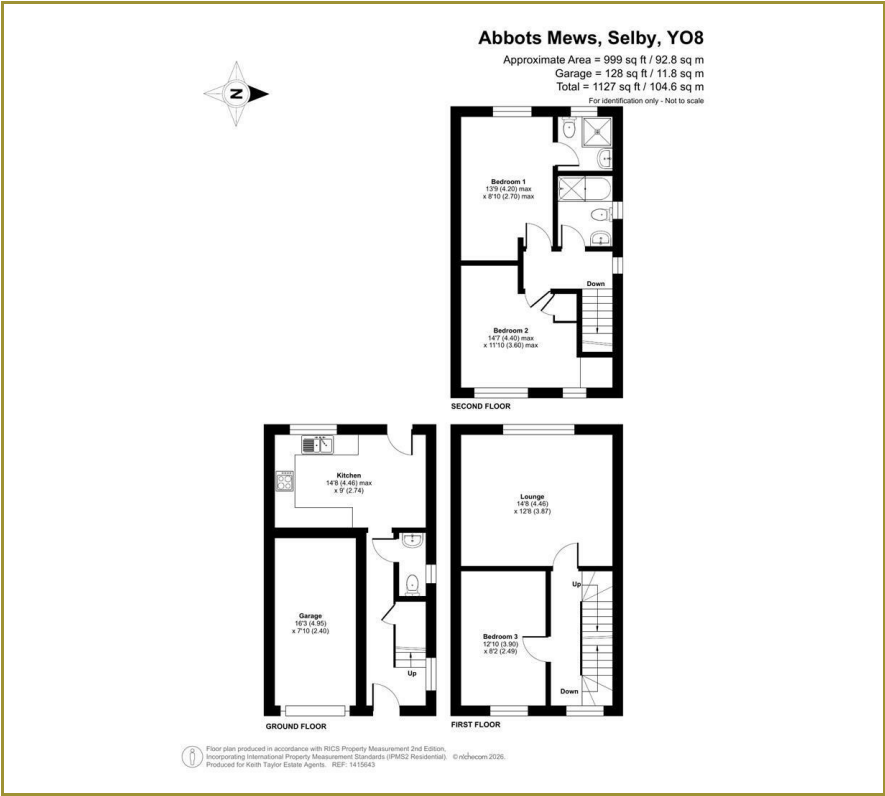 Abbots Mews, Selby, YO8
Approximate Area = 999 sq ft / 92.8 sq m
Garage = 128 sq ft / 11.8 sq m
Total = 1127 sq ft / 104.6 sq m
For identification only - Not to scale
N
Bedroom 1
13'9 (4.20) max
x 8'10 (2.70) max
Down
Bedroom 2
14'7 (4.40) max
x 11'10 (3.60) max
SECOND FLOOR
Kitchen
14'8 (4.46) max
x 9' (2.74)
Garage
16'3 (4.95)
x 7'10 (2.40)
Up
GROUND FLOOR
Lounge
14'8 (4.46)
x 12'8 (3.87)
Up
Bedroom 3
12'10 (3.90)
x 8'2 (2.49)
Down
FIRST FLOOR
Floor plan produced in accordance with RICS Property Measurement 2nd Edition,
Incorporating International Property Measurement Standards (IPMS2 Residential). © nichecom 2026.
Produced for Keith Taylor Estate Agents. REF: 1415643